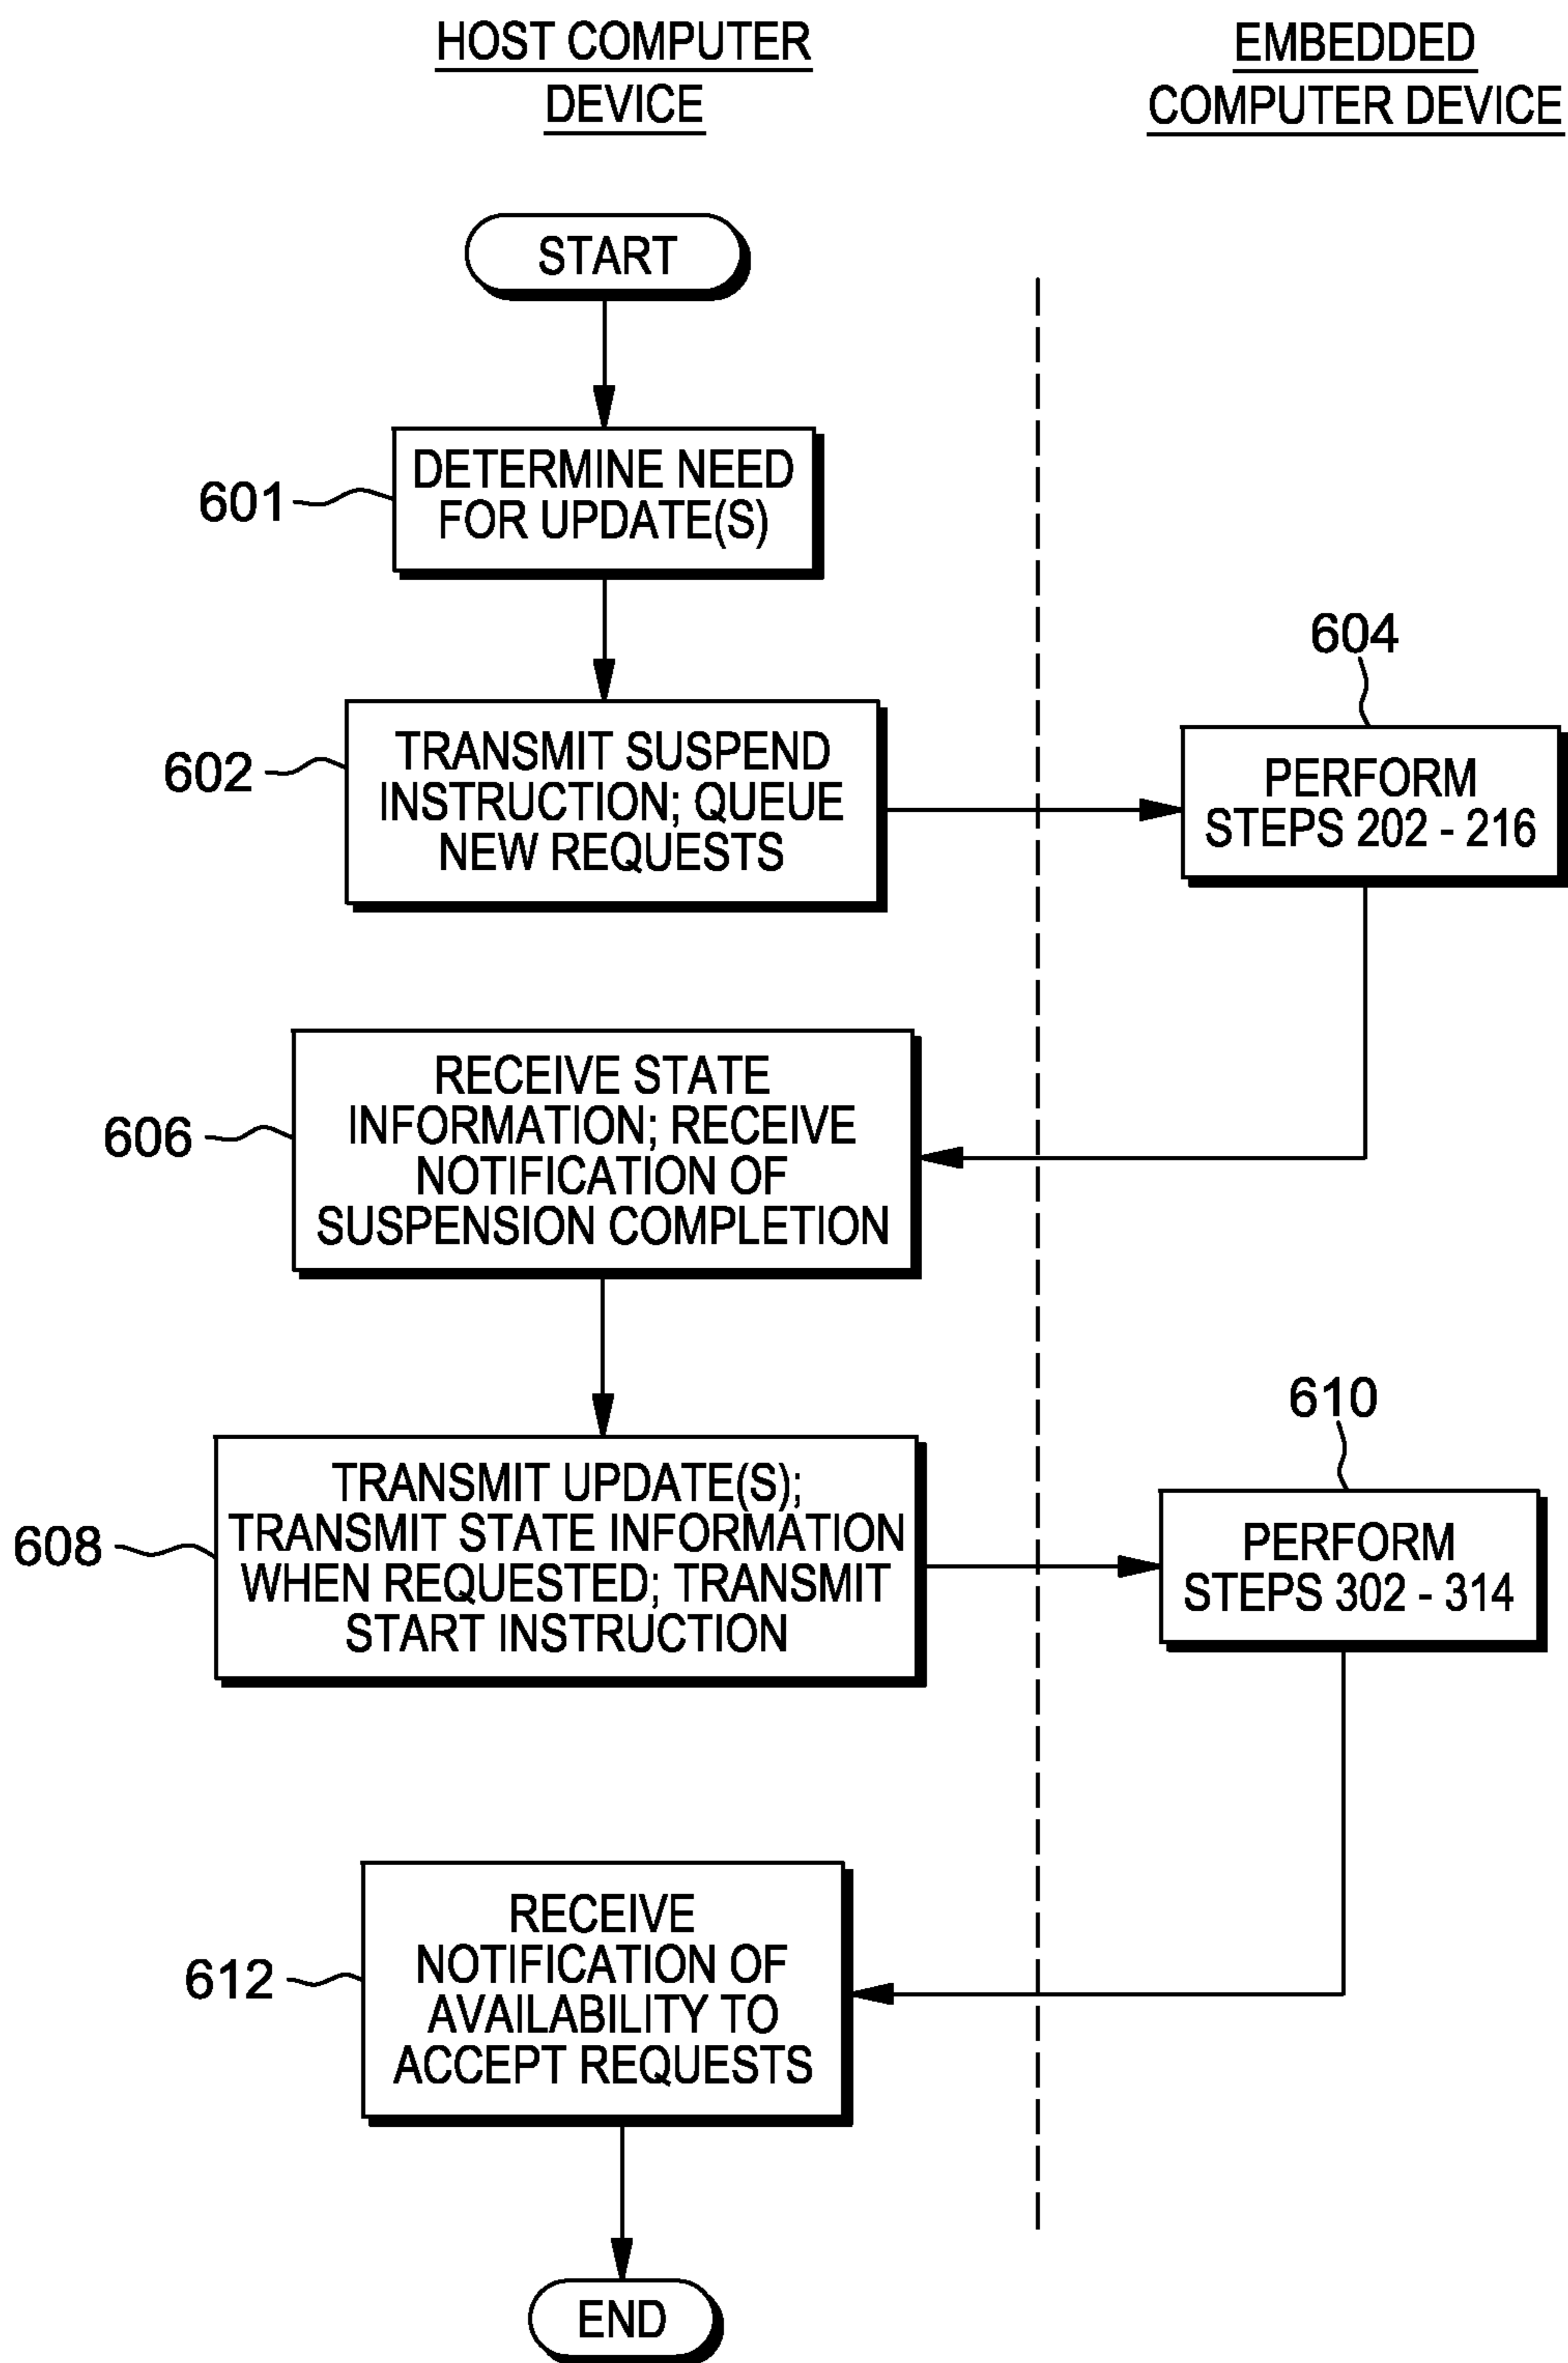 HOST COMPUTER
DEVICE
EMBEDDED
COMPUTER DEVICE
START
601
DETERMINE NEED
FOR UPDATE(S)
602
TRANSMIT SUSPEND
INSTRUCTION; QUEUE
NEW REQUESTS
604
PERFORM
STEPS 202 - 216
606
RECEIVE STATE
INFORMATION; RECEIVE
NOTIFICATION OF
SUSPENSION COMPLETION
608
TRANSMIT UPDATE(S);
TRANSMIT STATE INFORMATION
WHEN REQUESTED; TRANSMIT
START INSTRUCTION
610
PERFORM
STEPS 302 - 314
612
RECEIVE
NOTIFICATION OF
AVAILABILITY TO
ACCEPT REQUESTS
END